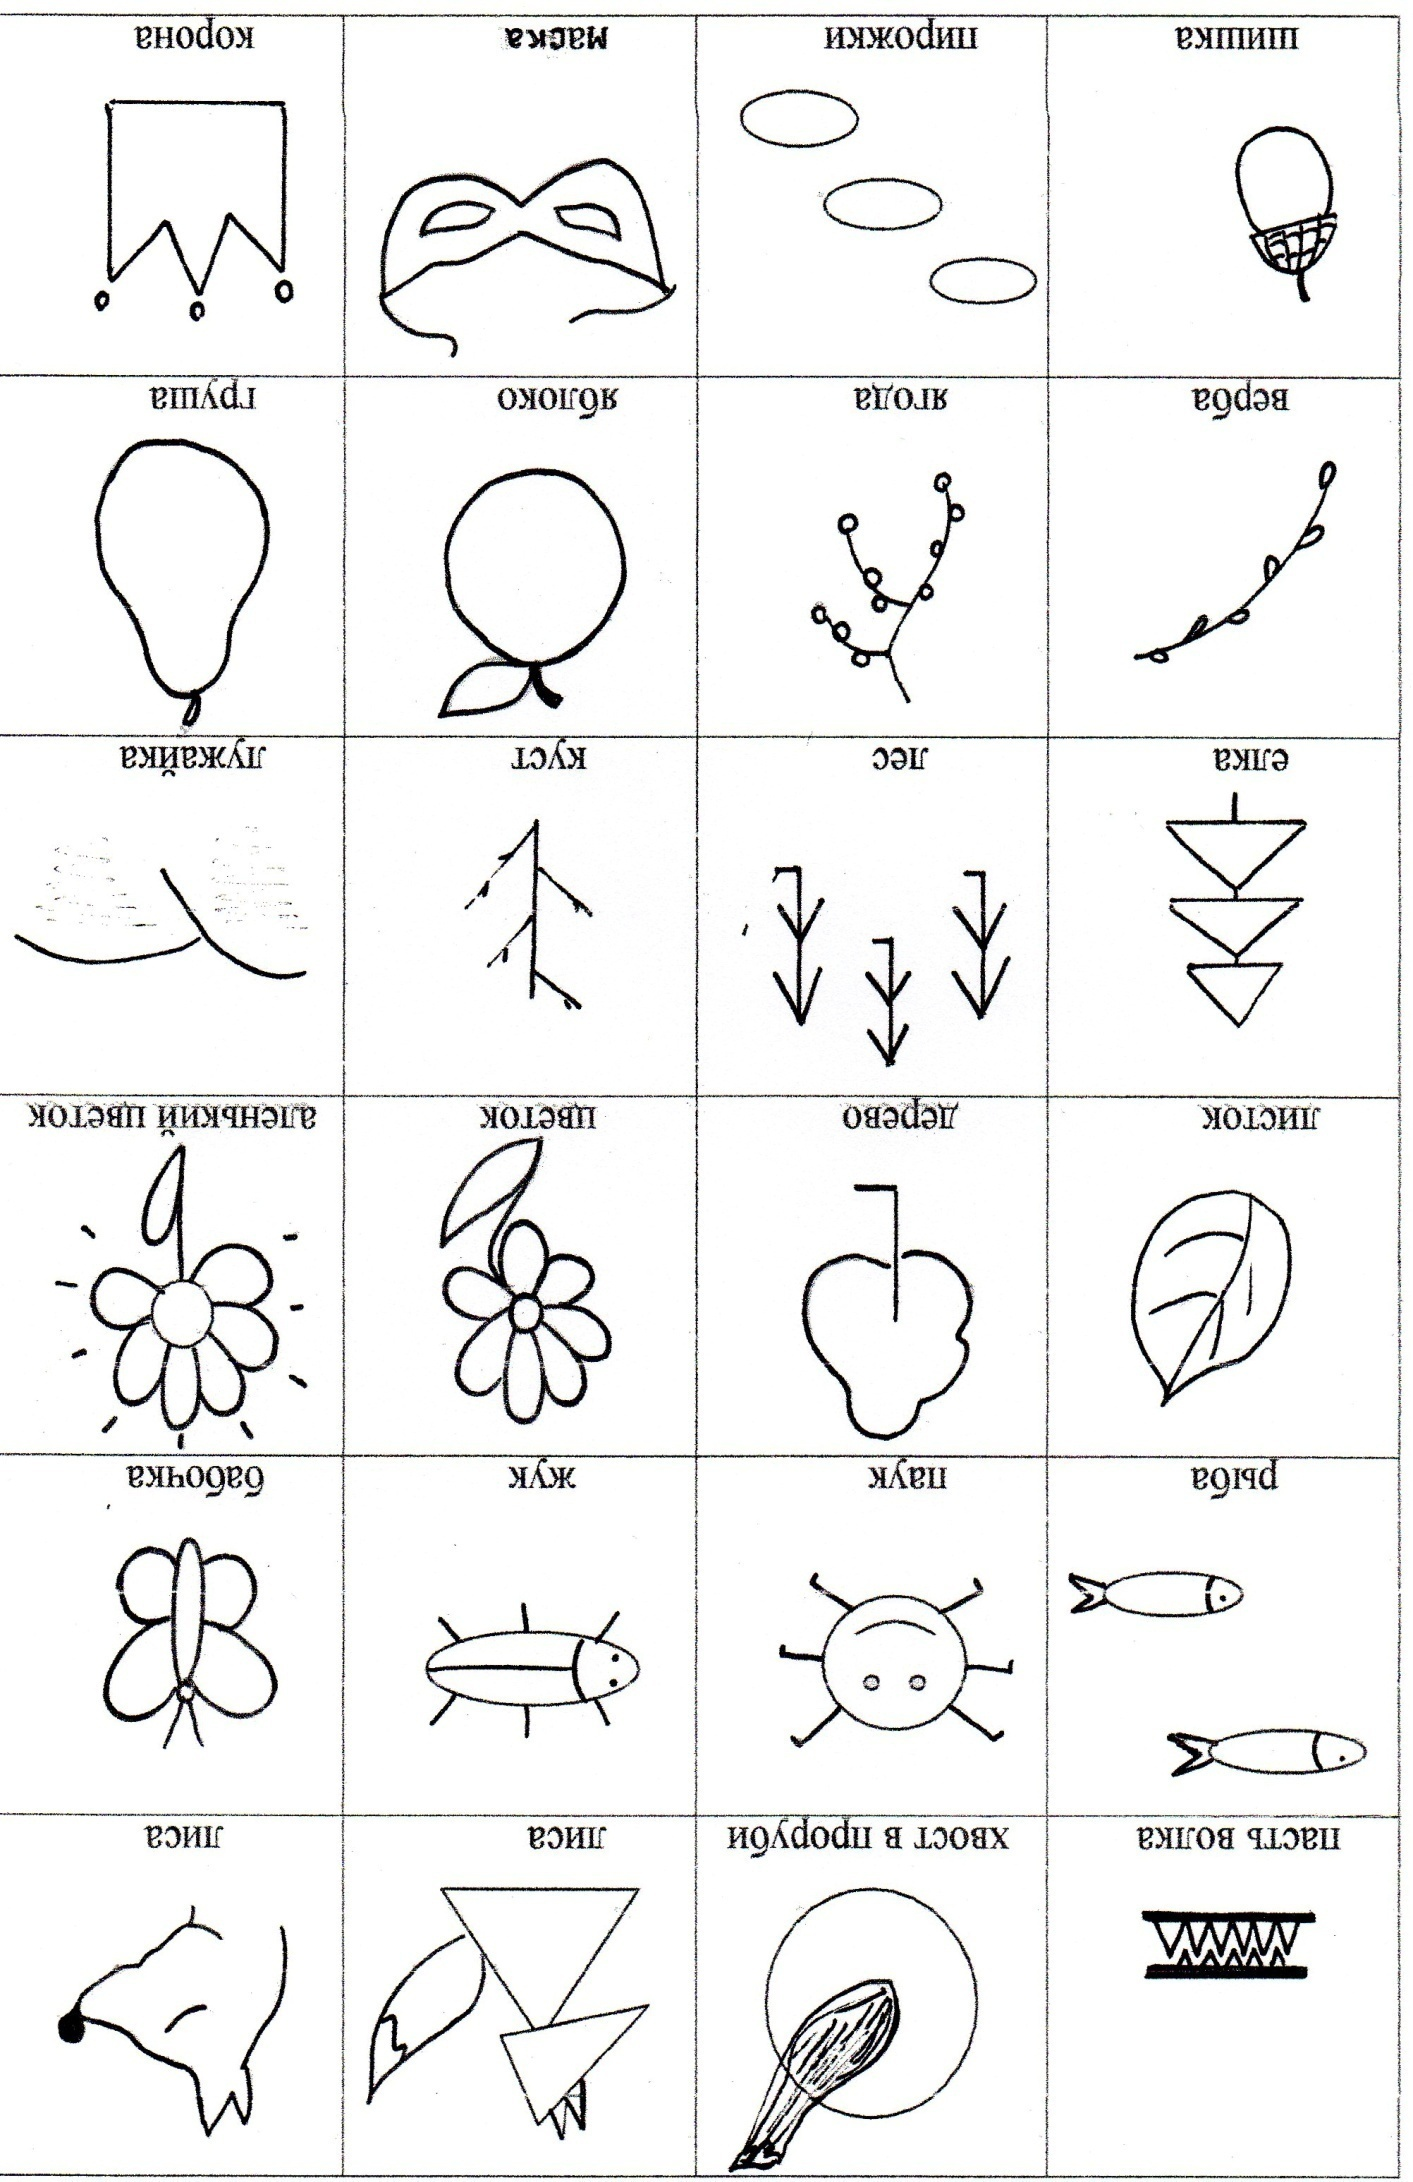 пасть волка
хвост в проруби
лиса
лиса
рыба
паук
жук
бабочка
листок
дерево
цветок
аленький цветок
елка
лес
куст
лужайка
верба
ягода
яблоко
груша
шишка
пирожки
маска
корона